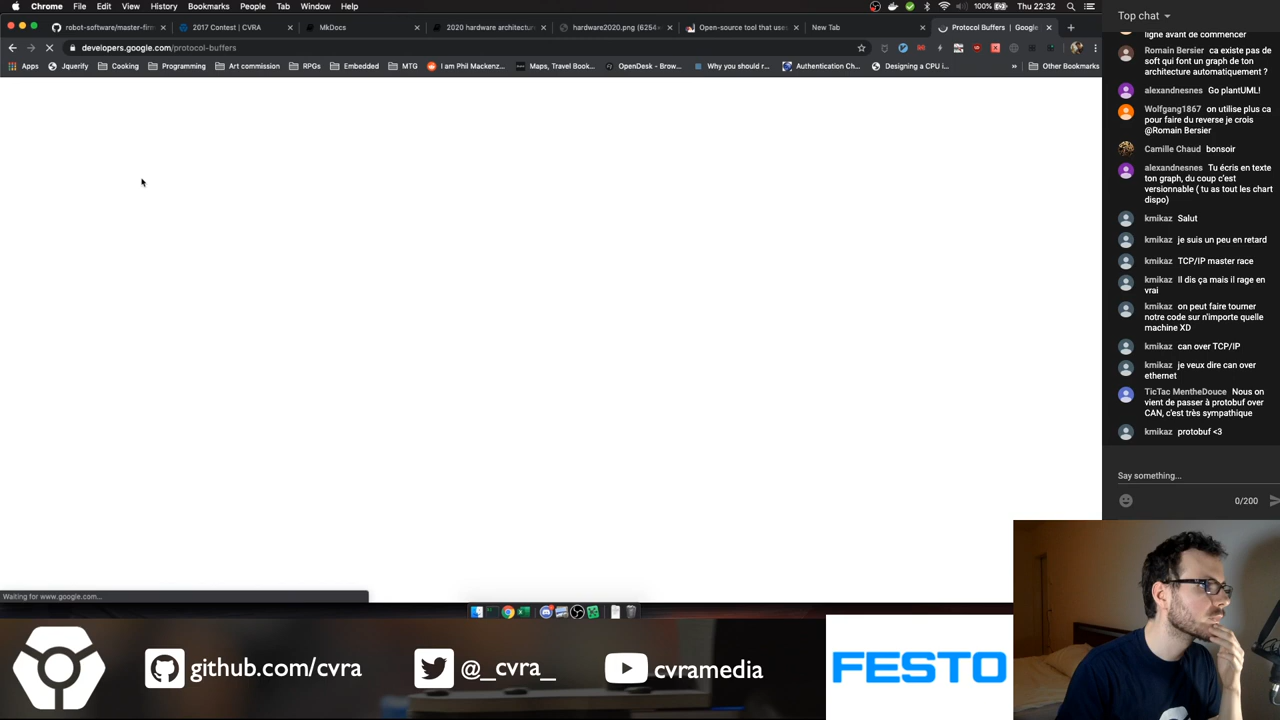 Chrome File Edit View History Bookmarks People Tab Window Help 100% Thu 22:32
robot-software/master-firm 2017 Contest | CVRA MkDocs 2020 hardware architectur hardware2020.png (6254× Open-source tool that uses New Tab Protocol Buffers | Google
developers.google.com/protocol-buffers
Apps Jquerify Cooking Programming Art commission RPGs Embedded MTG I am Phil Mackenz... Maps, Travel Book... OpenDesk - Brow... Why you should r... Authentication Ch... Designing a CPU i... » Other Bookmarks
Waiting for www.google.com...
Top chat
ligne avant de commencer
Romain Bersier ca existe pas de
soft qui font un graph de ton
architecture automatiquement ?
alexandnesnes Go plantUML!
Wolfgang1867 on utilise plus ca
pour faire du reverse je crois
@Romain Bersier
Camille Chaud bonsoir
alexandnesnes Tu écris en texte
ton graph, du coup c'est
versionnable ( tu as tout les chart
dispo)
kmikaz Salut
kmikaz je suis un peu en retard
kmikaz TCP/IP master race
kmikaz Il dis ça mais il rage en
vrai
kmikaz on peut faire tourner
notre code sur n'importe quelle
machine XD
kmikaz can over TCP/IP
kmikaz je veux dire can over
ethernet
TicTac MentheDouce Nous on
vient de passer à protobuf over
CAN, c'est très sympathique
kmikaz protobuf <3
Say something...
0/200
github.com/cvra @_cvra_ cvramedia FESTO